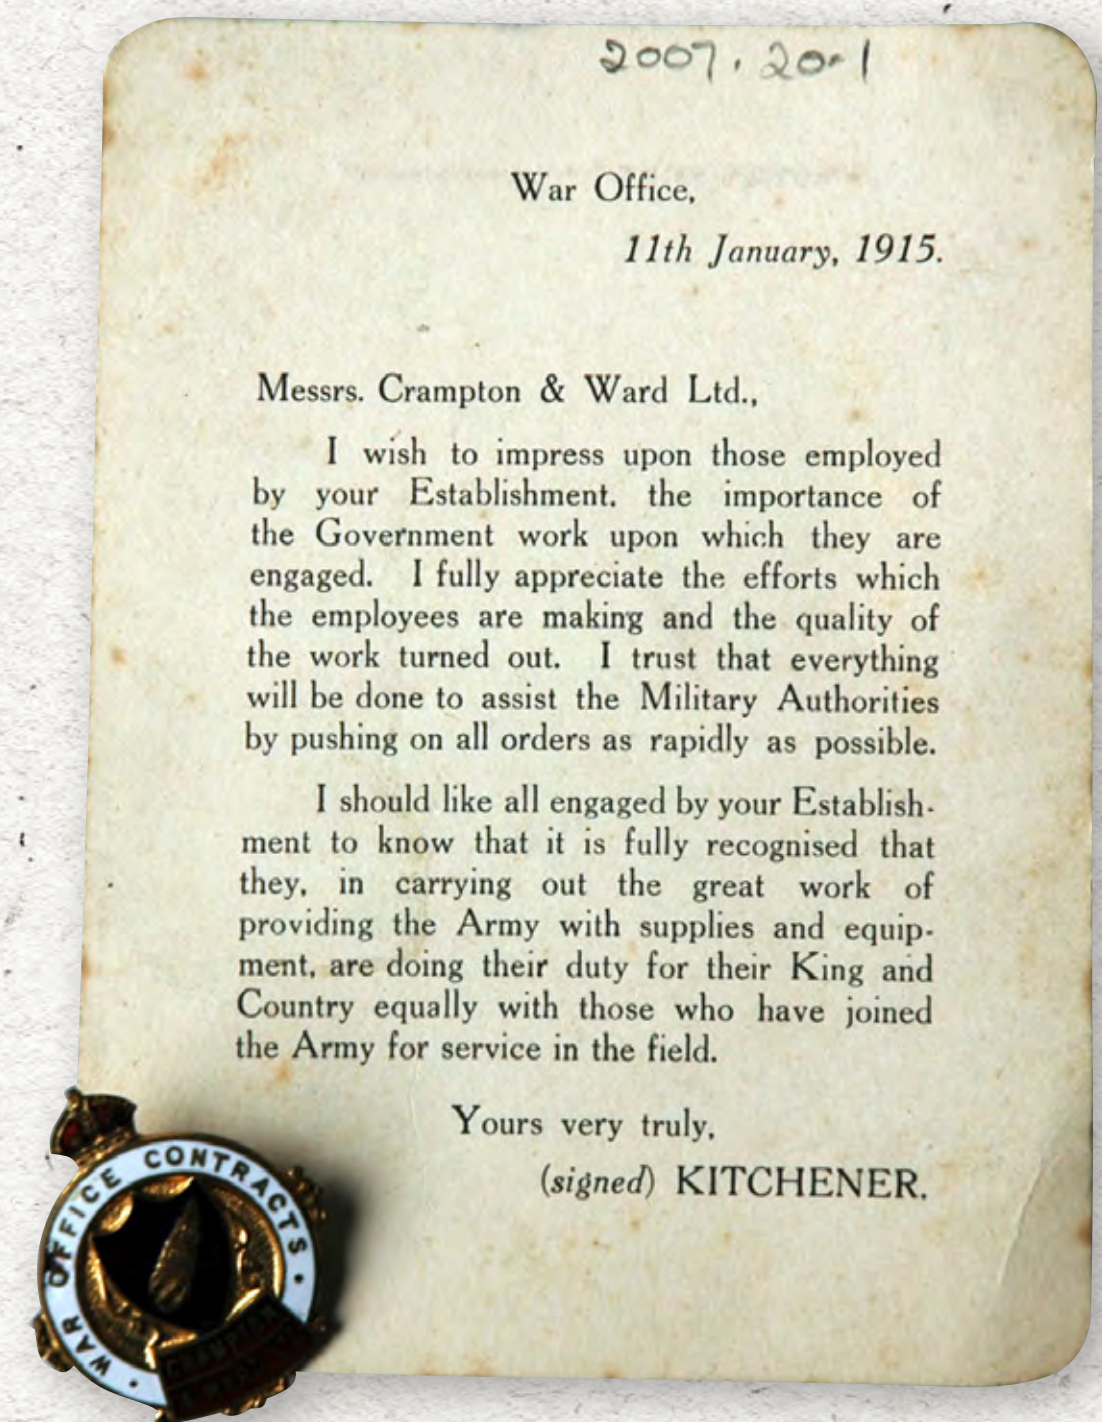 2007.20.1
War Office,
11th January, 1915.
Messrs. Crampton & Ward Ltd.,
I wish to impress upon those employed
by your Establishment. the importance of
the Government work upon which they are
engaged. I fully appreciate the efforts which
the employees are making and the quality of
the work turned out. I trust that everything
will be done to assist the Military Authorities
by pushing on all orders as rapidly as possible.
I should like all engaged by your Establish-
ment to know that it is fully recognised that
they, in carrying out the great work of
providing the Army with supplies and equip-
ment, are doing their duty for their King and
Country equally with those who have joined
the Army for service in the field.
Yours very truly,
(signed) KITCHENER.
WAR OFFICE CONTRACTS
CRAMPTON